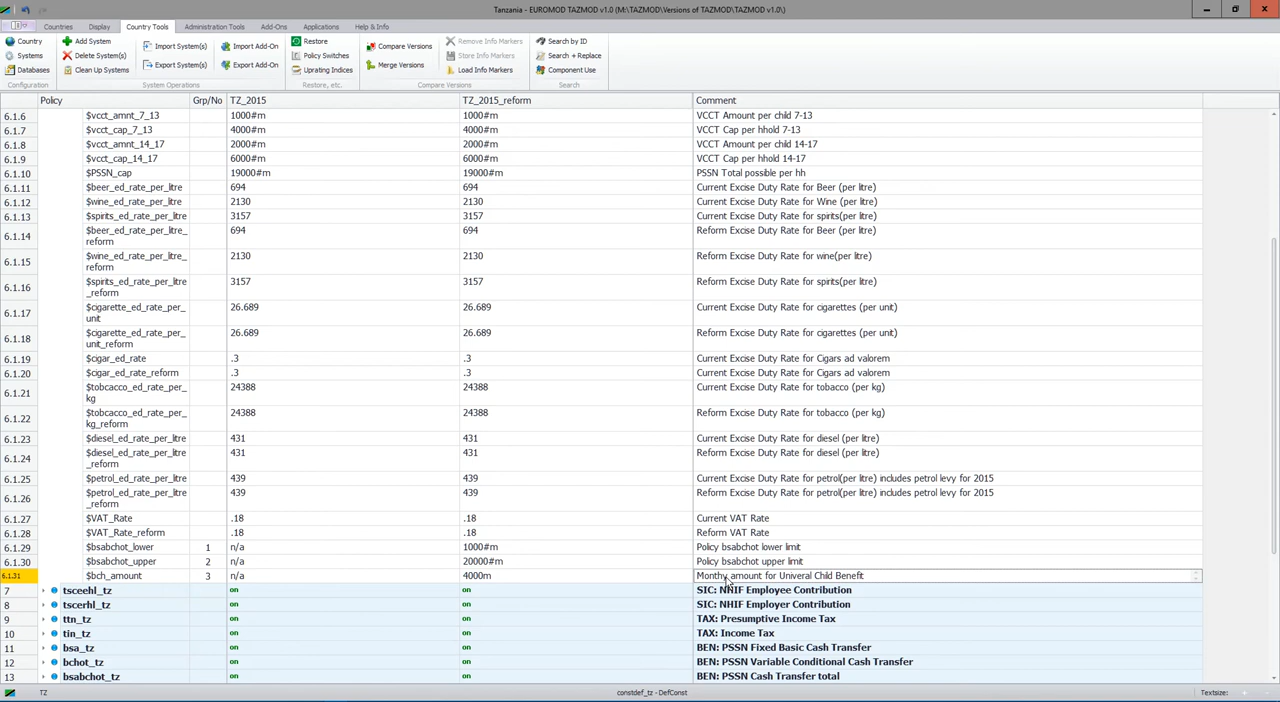 Tanzania - EUROMOD TAZMOD v1.0 (M:\TAZMOD\Versions of TAZMOD\TAZMOD v1.0\)
Countries Display Country Tools Administration Tools Add-Ons Applications Help & Info
Country Add System Import System(s) Import Add-On Restore Compare Versions Remove Info Markers Search by ID
Systems Delete System(s) Policy Switches Store Info Markers Search + Replace
Databases Clean Up Systems Export System(s) Export Add-On Uprating Indices Merge Versions Load Info Markers Component Use
Configuration System Operations Restore, etc. Compare Versions Search
Policy Grp/No TZ_2015 TZ_2015_reform Comment
6.1.6 $vcct_amnt_7_13 1000#m 1000#m VCCT Amount per child 7-13
6.1.7 $vcct_cap_7_13 4000#m 4000#m VCCT Cap per hhold 7-13
6.1.8 $vcct_amnt_14_17 2000#m 2000#m VCCT Amount per child 14-17
6.1.9 $vcct_cap_14_17 6000#m 6000#m VCCT Cap per hhold 14-17
6.1.10 $PSSN_cap 19000#m 19000#m PSSN Total possible per hh
6.1.11 $beer_ed_rate_per_litre 694 694 Current Excise Duty Rate for Beer (per litre)
6.1.12 $wine_ed_rate_per_litre 2130 2130 Current Excise Duty Rate for Wine (per litre)
6.1.13 $spirits_ed_rate_per_litre 3157 3157 Current Excise Duty Rate for spirits(per litre)
6.1.14 $beer_ed_rate_per_litre_ 694 694 Reform Excise Duty Rate for Beer (per litre)
reform
6.1.15 $wine_ed_rate_per_litre_ 2130 2130 Reform Excise Duty Rate for wine(per litre)
reform
6.1.16 $spirits_ed_rate_per_litre 3157 3157 Reform Excise Duty Rate for spirits(per litre)
_reform
6.1.17 $cigarette_ed_rate_per_ 26.689 26.689 Current Excise Duty Rate for cigarettes (per unit)
unit
6.1.18 $cigarette_ed_rate_per_ 26.689 26.689 Reform Excise Duty Rate for cigarettes (per unit)
unit_reform
6.1.19 $cigar_ed_rate .3 .3 Current Excise Duty Rate for Cigars ad valorem
6.1.20 $cigar_ed_rate_reform .3 .3 Current Excise Duty Rate for Cigars ad valorem
6.1.21 $tobcacco_ed_rate_per_ 24388 24388 Current Excise Duty Rate for tobacco (per kg)
kg
6.1.22 $tobcacco_ed_rate_per_ 24388 24388 Reform Excise Duty Rate for tobacco (per kg)
kg_reform
6.1.23 $diesel_ed_rate_per_litre 431 431 Current Excise Duty Rate for diesel (per litre)
6.1.24 $diesel_ed_rate_per_litre 431 431 Reform Excise Duty Rate for diesel (per litre)
_reform
6.1.25 $petrol_ed_rate_per_litre 439 439 Current Excise Duty Rate for petrol(per litre) includes petrol levy for 2015
6.1.26 $petrol_ed_rate_per_litre 439 439 Reform Excise Duty Rate for petrol(per litre) includes petrol levy for 2015
_reform
6.1.27 $VAT_Rate .18 .18 Current VAT Rate
6.1.28 $VAT_Rate_reform .18 .18 Reform VAT Rate
6.1.29 $bsabchot_lower 1 n/a 1000#m Policy bsabchot lower limit
6.1.30 $bsabchot_upper 2 n/a 20000#m Policy bsabchot upper limit
6.1.31 $bch_amount 3 n/a 4000m Monthy amount for Univeral Child Benefit
7 tsceehl_tz on on SIC: NHIF Employee Contribution
8 tscerhl_tz on on SIC: NHIF Employer Contribution
9 ttn_tz on on TAX: Presumptive Income Tax
10 tin_tz on on TAX: Income Tax
11 bsa_tz on on BEN: PSSN Fixed Basic Cash Transfer
12 bchot_tz on on BEN: PSSN Variable Conditional Cash Transfer
13 bsabchot_tz on on BEN: PSSN Cash Transfer total
TZ constdef_tz - DefConst Textsize: